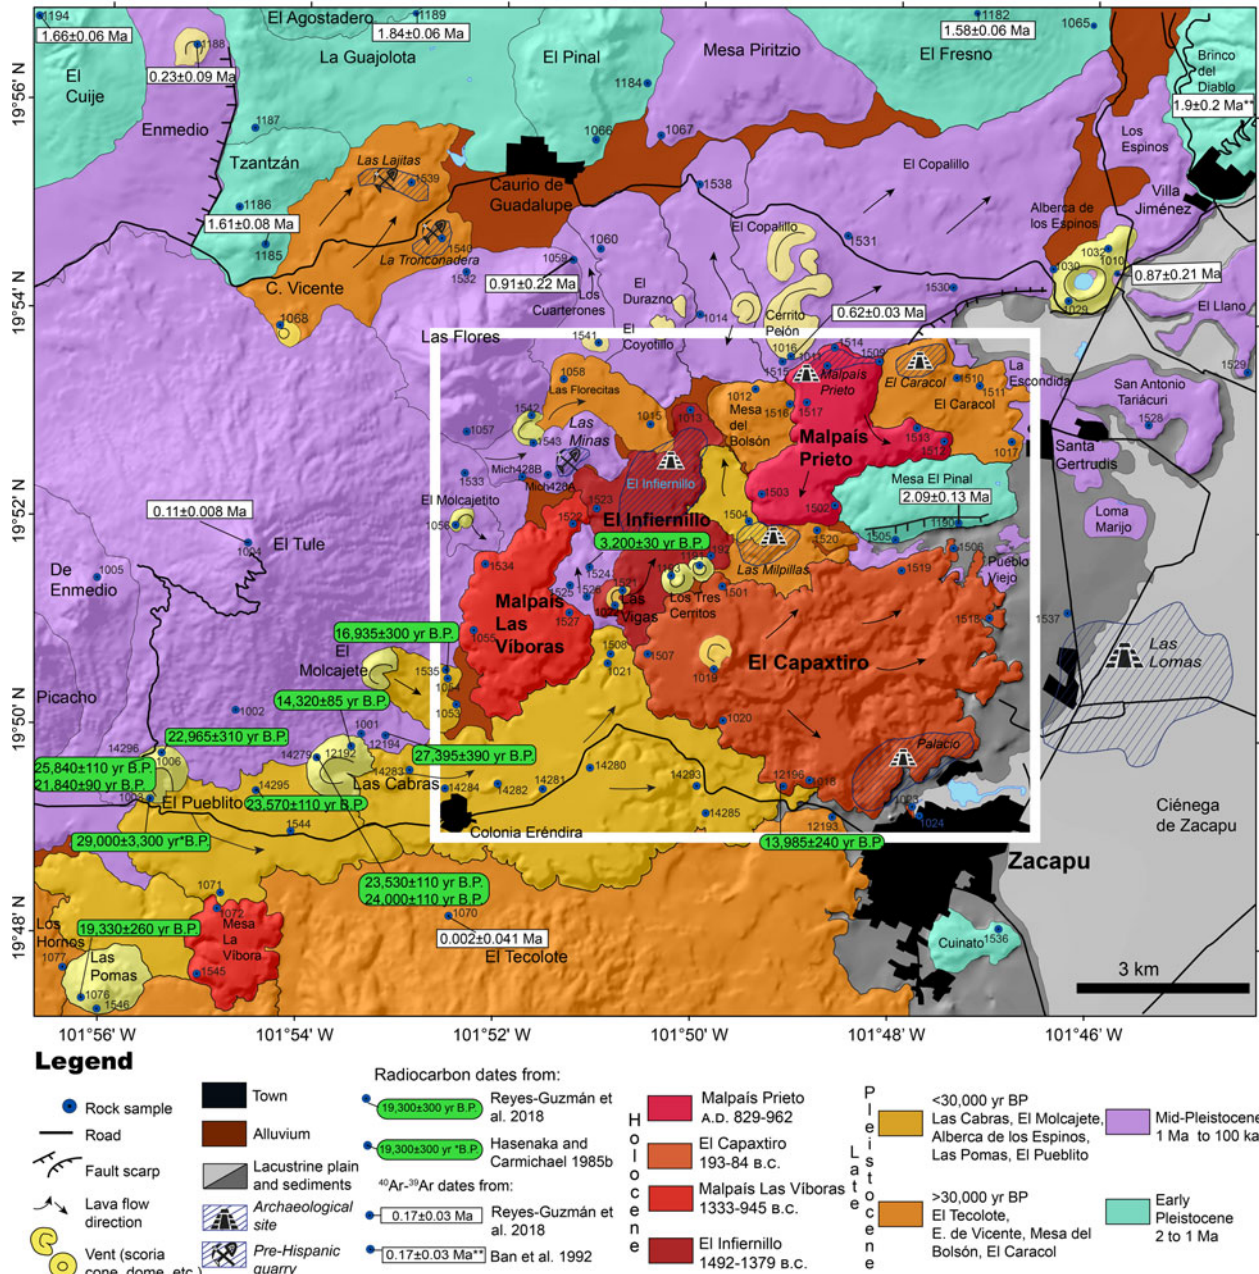 1194
1.66±0.06 Ma
El Agostadero
1189
1.84±0.06 Ma
1182
1.58±0.06 Ma
1065
1188
0.23±0.09 Ma
La Guajolota
El Pinal
Mesa Piritzio
El Fresno
Brinco
del
Diablo
1.9±0.2 Ma**
El
Cuije
Enmedio
1187
1184
1066
1067
Los
Espinos
Tzantzán
Las Lajitas
1539
Caurio de
Guadalupe
1538
El Copalillo
Villa
Jiménez
1186
1.61±0.08 Ma
1185
1540
La Tronconadera
1532
1060
1059
0.91±0.22 Ma
El Copalillo
1531
Alberca de
los Espinos
1032
1010
1030
1029
0.87±0.21 Ma
C. Vicente
1068
Los
Cuarterones
El
Durazno
1014
Cerrito
Pelón
1530
0.62±0.03 Ma
El Llano
1529
Las Flores
1541
El
Coyotillo
1016
1011
1514
1509
1515
Malpaís
Prieto
El Caracol
1510
1511
La
Escondida
1058
Las Florecitas
1012
1516
1517
Mesa
del
Bolsón
El Caracol
San Antonio
Tariácuri
1528
1542
1543
1057
Las
Minas
1015
1013
Malpaís
Prieto
1513
1512
1017
Santa
Gertrudis
1533
Mich428B
Mich428A
El Infiernillo
Mesa El Pinal
2.09±0.13 Ma
1503
1502
1190
Loma
Marijo
El Molcajetito
1056
1523
1522
El Infiernillo
3,200±30 yr B.P.
1504
1520
1505
1506
Pueblo
Viejo
0.11±0.008 Ma
1004
El Tule
De
Enmedio
1005
1534
1524
1525
1526
1521
1527
Las
Vigas
1193
1191
1192
Los Tres
Cerritos
1501
Las Milpillas
1519
1518
1537
Las
Lomas
Malpaís
Las
Víboras
1055
16,935±300 yr B.P.
El
Molcajete
1535
1054
1053
1508
1021
1507
1019
El Capaxtiro
Picacho
1002
14,320±85 yr B.P.
1001
12194
1020
Palacio
22,965±310 yr B.P.
14296
1006
25,840±110 yr B.P.
21,840±90 yr B.P.
1008
14279
12192
27,395±390 yr B.P.
14283
Las Cabras
14284
14282
14281
14280
14293
14285
12196
1018
1023
1024
12193
14295
El Pueblito
23,570±110 yr B.P.
1544
29,000±3,300 yr*B.P.
Colonia Eréndira
13,985±240 yr B.P.
Ciénega
de Zacapu
Zacapu
23,530±110 yr B.P.
24,000±110 yr B.P.
1071
1072
Mesa
La
Víbora
1545
19,330±260 yr B.P.
Los
Hornos
1077
Las
Pomas
1076
1546
1070
0.002±0.041 Ma
El Tecolote
Cuinato
1536
3 km
19°56' N
19°54' N
19°52' N
19°50' N
19°48' N
101°56' W
101°54' W
101°52' W
101°50' W
101°48' W
101°46' W
Legend
Rock sample
Road
Fault scarp
Lava flow
direction
Vent (scoria
cone, dome, etc.)
Town
Alluvium
Lacustrine plain
and sediments
Archaeological
site
Pre-Hispanic
quarry
Radiocarbon dates from:
19,300±300 yr B.P.
Reyes-Guzmán et
al. 2018
19,300±300 yr *B.P.
Hasenaka and
Carmichael 1985b
⁴⁰Ar-³⁹Ar dates from:
0.17±0.03 Ma
Reyes-Guzmán et
al. 2018
0.17±0.03 Ma**
Ban et al. 1992
Holocene
Malpaís Prieto
A.D. 829-962
El Capaxtiro
193-84 B.C.
Malpaís Las Víboras
1333-945 B.C.
El Infiernillo
1492-1379 B.C.
Late
Pleistocene
<30,000 yr BP
Las Cabras, El Molcajete,
Alberca de los Espinos,
Las Pomas, El Pueblito
>30,000 yr BP
El Tecolote,
E. de Vicente, Mesa del
Bolsón, El Caracol
Mid-Pleistocene
1 Ma to 100 ka
Early
Pleistocene
2 to 1 Ma